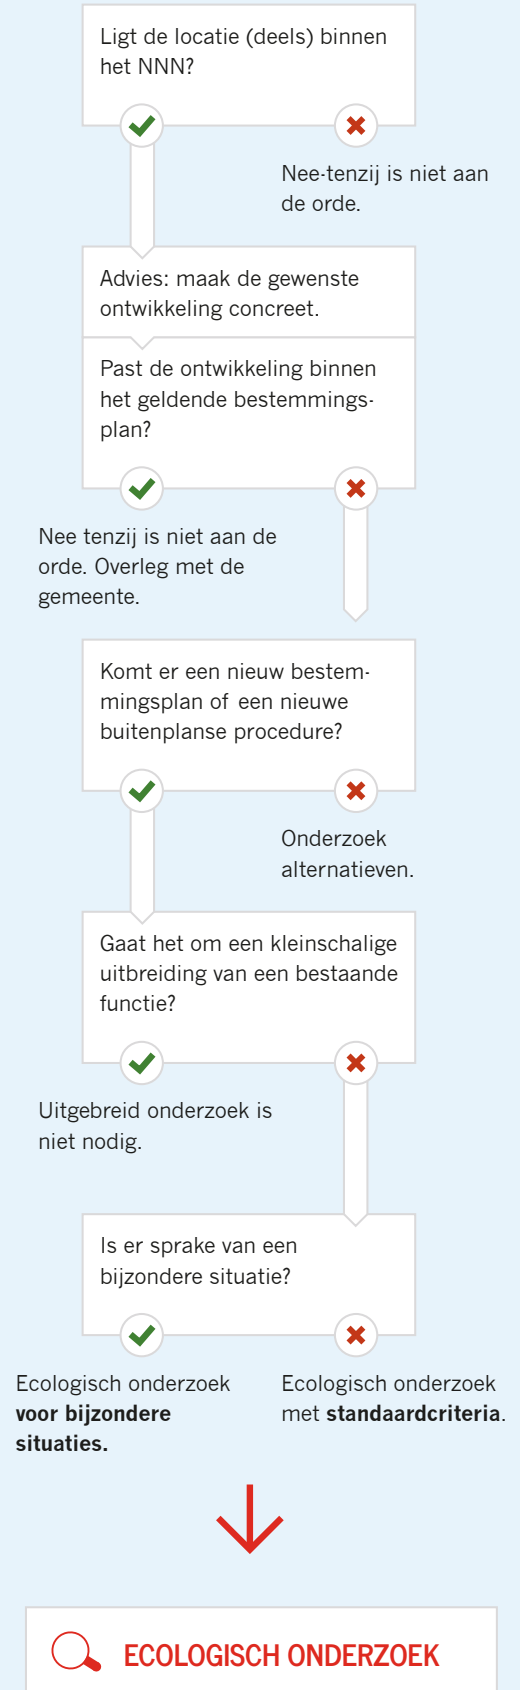 Ligt de locatie (deels) binnen
het NNN?
Nee-tenzij is niet aan
de orde.
Advies: maak de gewenste
ontwikkeling concreet.
Past de ontwikkeling binnen
het geldende bestemmings-
plan?
Nee tenzij is niet aan de
orde. Overleg met de
gemeente.
Komt er een nieuw bestem-
mingsplan of een nieuwe
buitenplanse procedure?
Onderzoek
alternatieven.
Gaat het om een kleinschalige
uitbreiding van een bestaande
functie?
Uitgebreid onderzoek is
niet nodig.
Is er sprake van een
bijzondere situatie?
Ecologisch onderzoek
voor bijzondere
situaties.
Ecologisch onderzoek
met standaardcriteria.
ECOLOGISCH ONDERZOEK